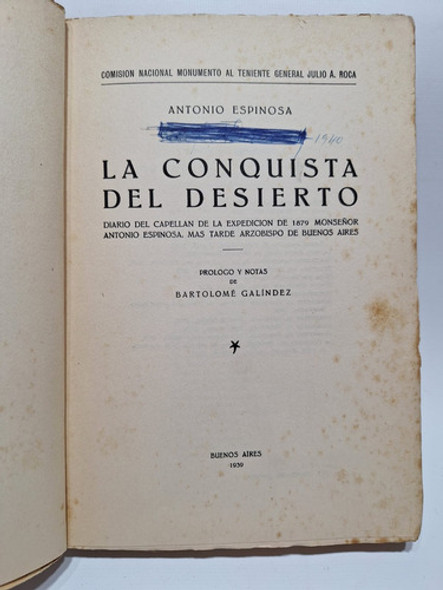 COMISION NACIONAL MONUMENTO AL TENIENTE GENERAL JULIO A. ROCA
ANTONIO ESPINOSA
1940
LA CONQUISTA
DEL DESIERTO
DIARIO DEL CAPELLAN DE LA EXPEDICION DE 1879 MONSEÑOR
ANTONIO ESPINOSA, MAS TARDE ARZOBISPO DE BUENOS AIRES
PROLOGO Y NOTAS
DE
BARTOLOMÉ GALÍNDEZ
BUENOS AIRES
1939